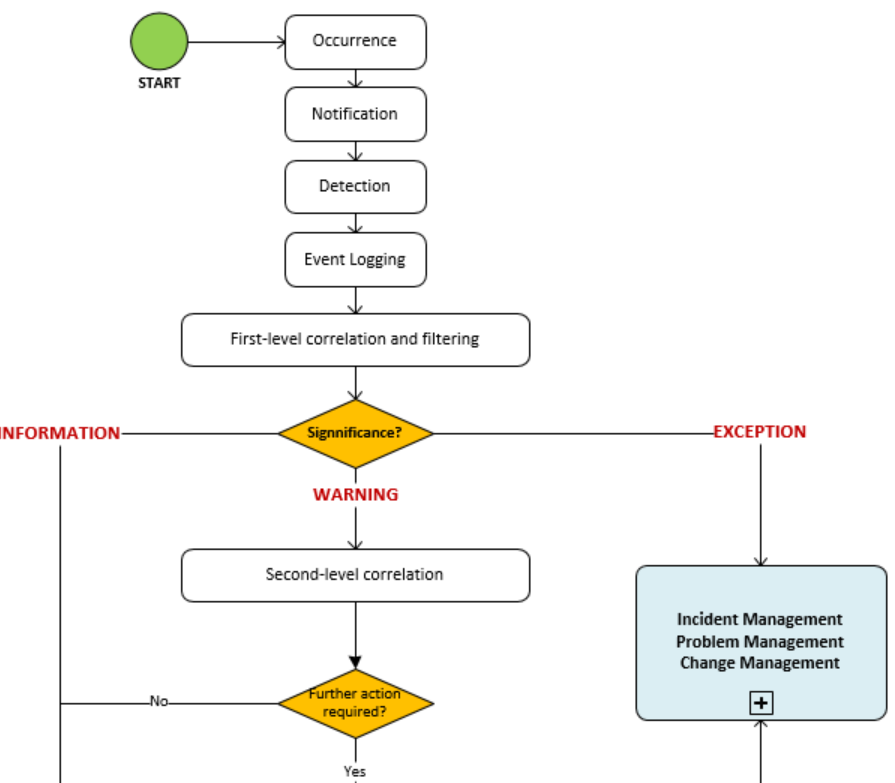 Occurrence
START
Notification
Detection
Event Logging
First-level correlation and filtering
INFORMATION
Signnificance?
EXCEPTION
WARNING
Second-level correlation
Incident Management
Problem Management
Change Management
Further action
required?
No
Yes